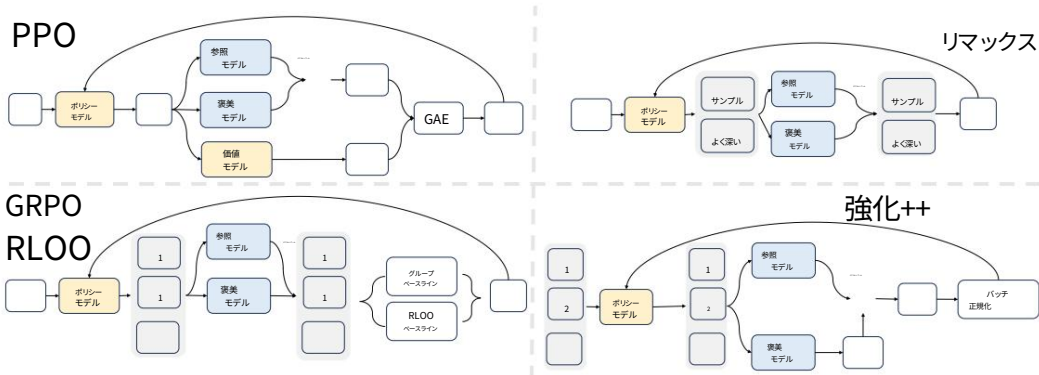 PPO
参照
モデル
ポリシー
モデル
褒美
モデル
GAE
価値
モデル
リマックス
ポリシー
モデル
サンプル
よく深い
参照
モデル
褒美
モデル
サンプル
よく深い
GRPO
RLOO
ポリシー
モデル
1
1
参照
モデル
褒美
モデル
1
1
グループ
ベースライン
RLOO
ベースライン
強化++
1
2
ポリシー
モデル
1
2
参照
モデル
褒美
モデル
バッチ
正規化